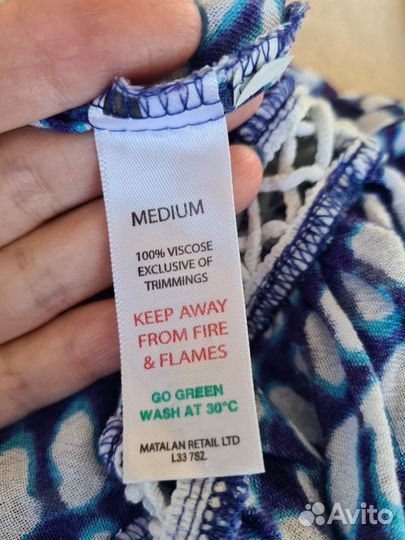 MEDIUM
100% VISCOSE
EXCLUSIVE OF
TRIMMINGS
KEEP AWAY
FROM FIRE
& FLAMES
GO GREEN
WASH AT 30°C
MATALAN RETAIL LTD
L33 7SZ
Avito